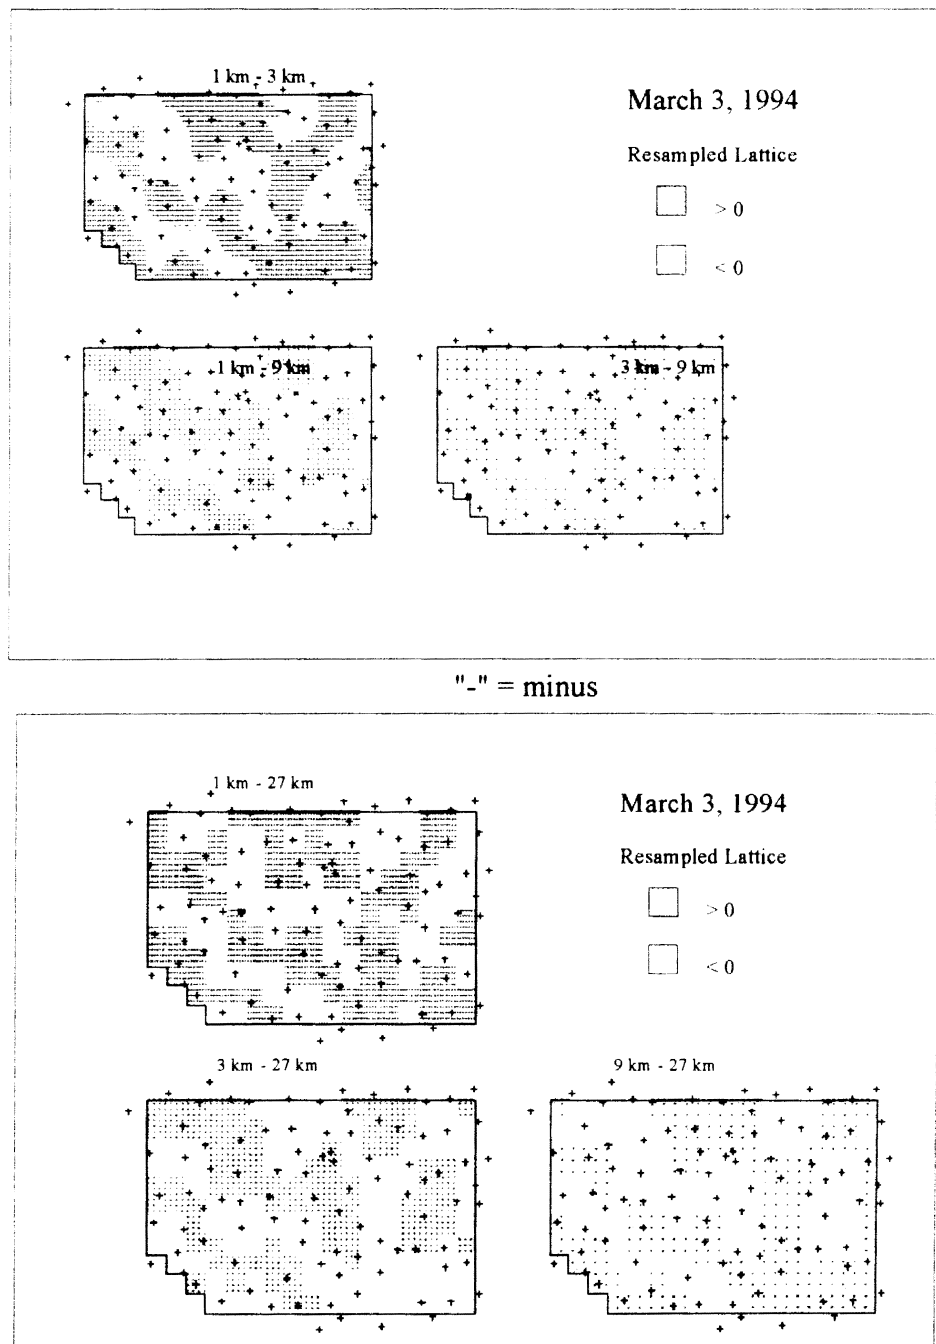 1 km - 3 km
March 3, 1994
Resampled Lattice
> 0
< 0
1 km - 9 km
3 km - 9 km
"-" = minus
1 km - 27 km
March 3, 1994
Resampled Lattice
> 0
< 0
3 km - 27 km
9 km - 27 km